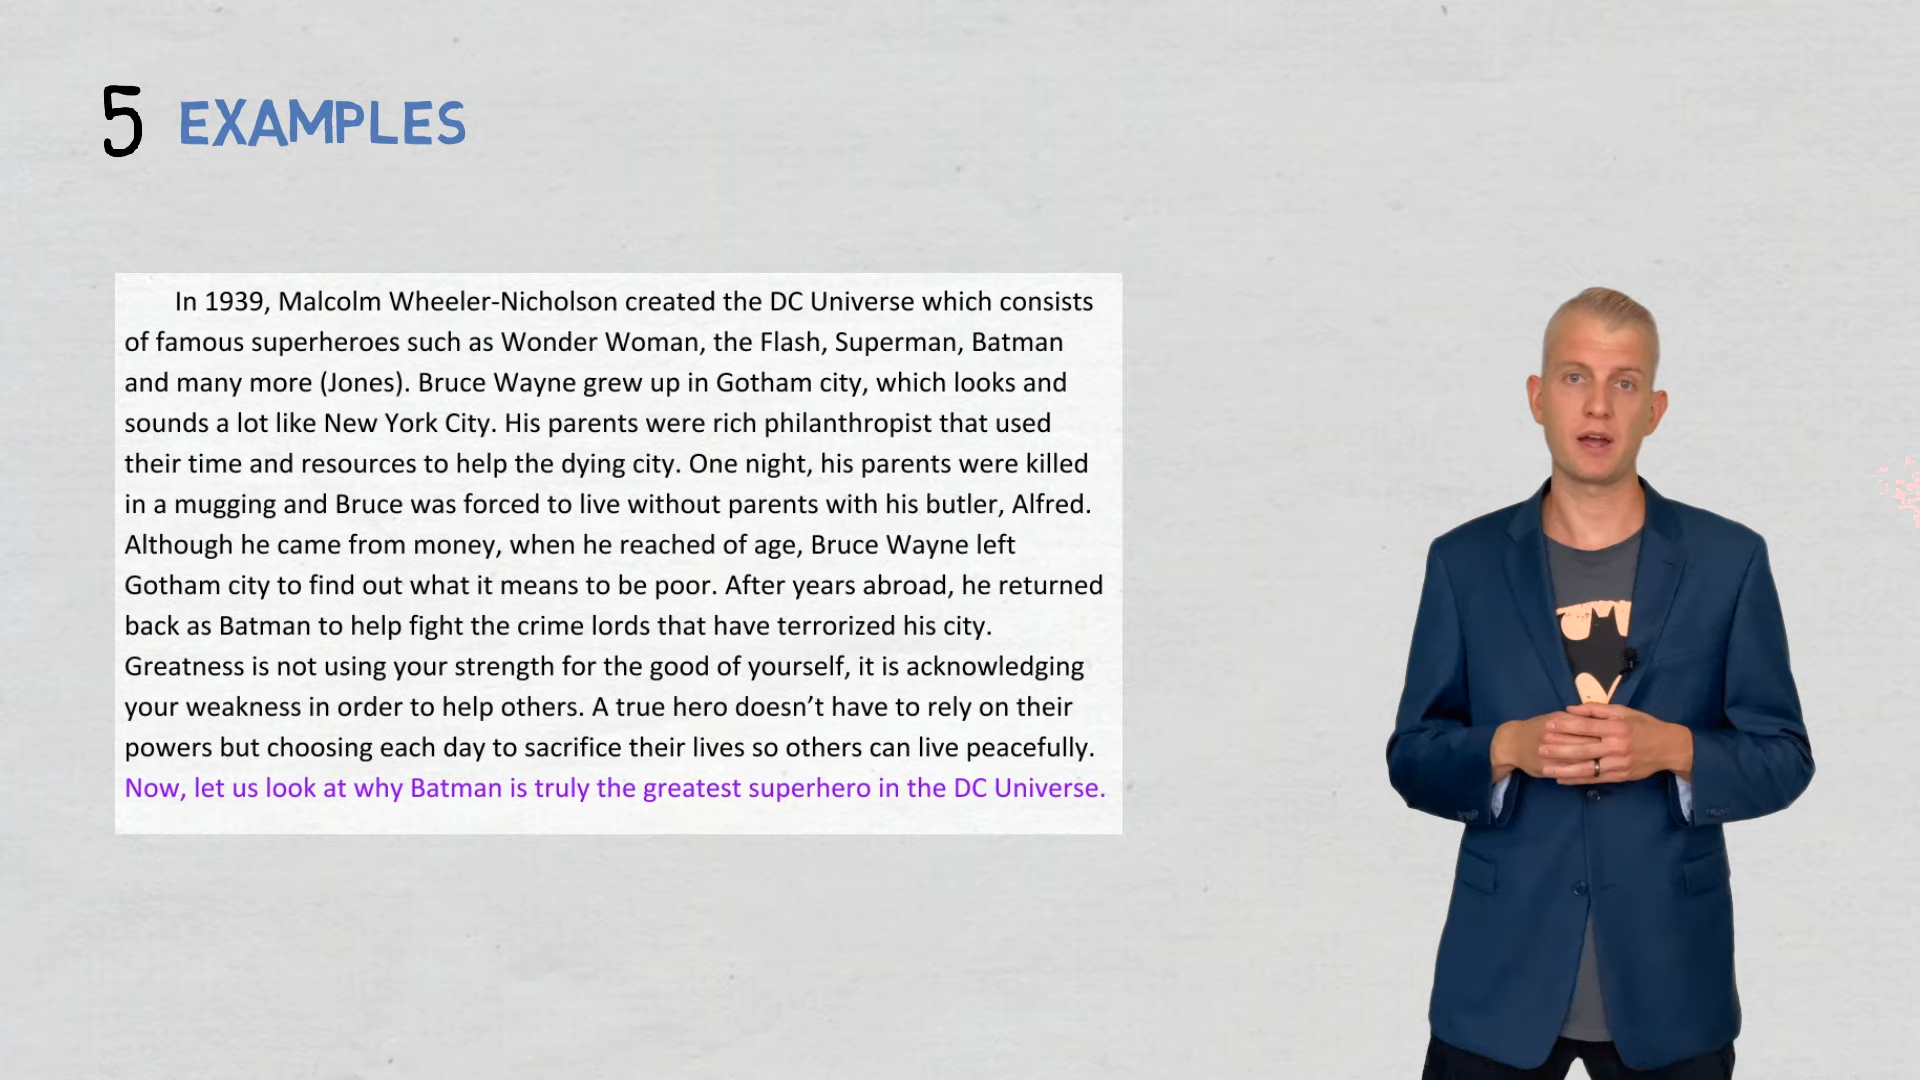 5 EXAMPLES
In 1939, Malcolm Wheeler-Nicholson created the DC Universe which consists
of famous superheroes such as Wonder Woman, the Flash, Superman, Batman
and many more (Jones). Bruce Wayne grew up in Gotham city, which looks and
sounds a lot like New York City. His parents were rich philanthropist that used
their time and resources to help the dying city. One night, his parents were killed
in a mugging and Bruce was forced to live without parents with his butler, Alfred.
Although he came from money, when he reached of age, Bruce Wayne left
Gotham city to find out what it means to be poor. After years abroad, he returned
back as Batman to help fight the crime lords that have terrorized his city.
Greatness is not using your strength for the good of yourself, it is acknowledging
your weakness in order to help others. A true hero doesn’t have to rely on their
powers but choosing each day to sacrifice their lives so others can live peacefully.
Now, let us look at why Batman is truly the greatest superhero in the DC Universe.